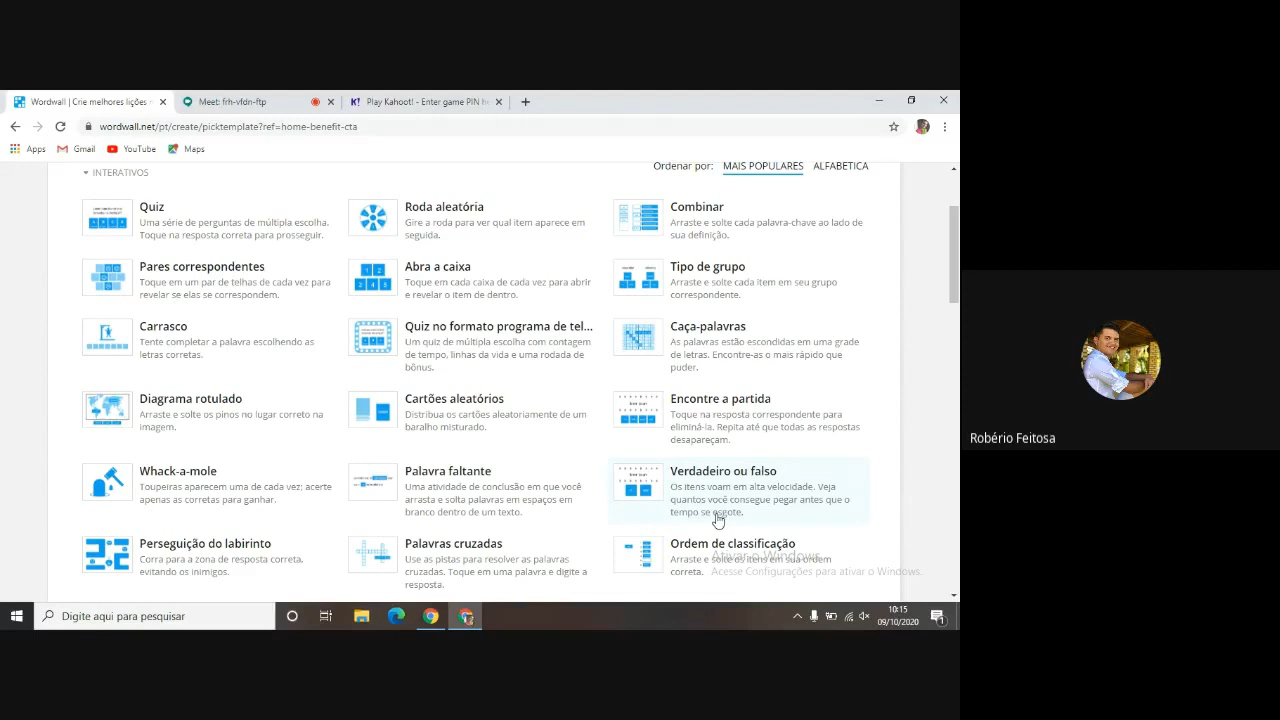 Wordwall | Crie melhores lições
Meet: frh-vfdn-ftp
Play Kahoot! - Enter game PIN h
wordwall.net/pt/create/picktemplate?ref=home-benefit-cta
Apps
Gmail
YouTube
Maps
INTERATIVOS
Ordenar por:
MAIS POPULARES
ALFABÉTICA
Quiz
Uma série de perguntas de múltipla escolha.
Toque na resposta correta para prosseguir.
Roda aleatória
Gire a roda para ver qual item aparece em
seguida.
Combinar
Arraste e solte cada palavra-chave ao lado de
sua definição.
Pares correspondentes
Toque em um par de telhas de cada vez para
revelar se elas se correspondem.
Abra a caixa
Toque em cada caixa de cada vez para abrir
e revelar o item de dentro.
Tipo de grupo
Arraste e solte cada item em seu grupo
correspondente.
Carrasco
Tente completar a palavra escolhendo as
letras corretas.
Quiz no formato programa de tel...
Um quiz de múltipla escolha com contagem
de tempo, linhas da vida e uma rodada de
bônus.
Caça-palavras
As palavras estão escondidas em uma grade
de letras. Encontre-as o mais rápido que
puder.
Diagrama rotulado
Arraste e solte os pinos no lugar correto na
imagem.
Cartões aleatórios
Distribua os cartões aleatoriamente de um
baralho misturado.
Encontre a partida
Toque na resposta correspondente para
eliminá-la. Repita até que todas as respostas
desapareçam.
Whack-a-mole
Toupeiras aparecem uma de cada vez; acerte
apenas as corretas para ganhar.
Palavra faltante
Uma atividade de conclusão em que você
arrasta e solta palavras em espaços em
branco dentro de um texto.
Verdadeiro ou falso
Os itens voam em alta velocidade. Veja
quantos você consegue pegar antes que o
tempo se esgote.
Perseguição do labirinto
Corra para a zona de resposta correta,
evitando os inimigos.
Palavras cruzadas
Use as pistas para resolver as palavras
cruzadas. Toque em uma palavra e digite a
resposta.
Ordem de classificação
Arraste e solte os itens em sua ordem
correta.
Ativar o Windows
Acesse Configurações para ativar o Windows.
Digite aqui para pesquisar
10:15
09/10/2020
1
Robério Feitosa